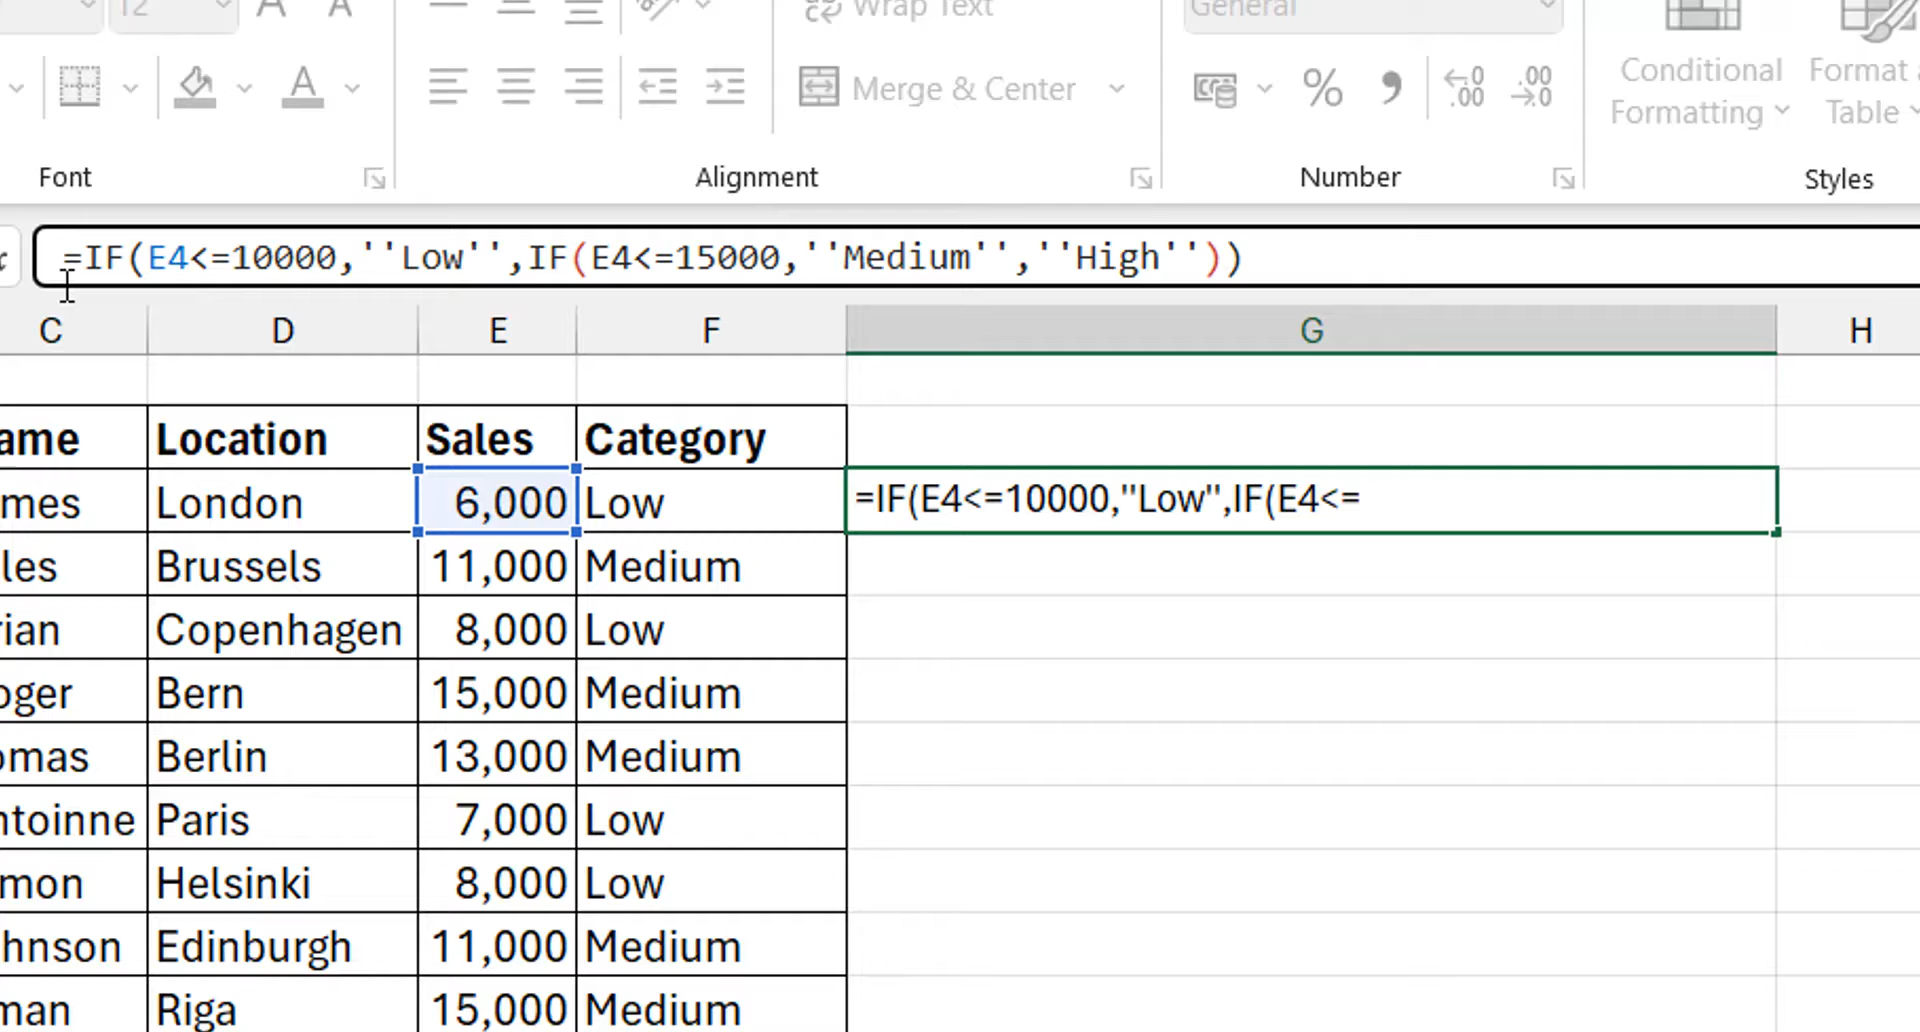 12 A A Wrap Text General
A Merge & Center % , .00 .00 Conditional Formatting Format Table
Font Alignment Number Styles
=IF(E4<=10000,''Low'',IF(E4<=15000,''Medium'',''High''))
C D E F G H
ame Location Sales Category
mes London 6,000 Low =IF(E4<=10000,"Low",IF(E4<=
les Brussels 11,000 Medium
rian Copenhagen 8,000 Low
oger Bern 15,000 Medium
omas Berlin 13,000 Medium
ntoinne Paris 7,000 Low
mon Helsinki 8,000 Low
hnson Edinburgh 11,000 Medium
man Riga 15,000 Medium